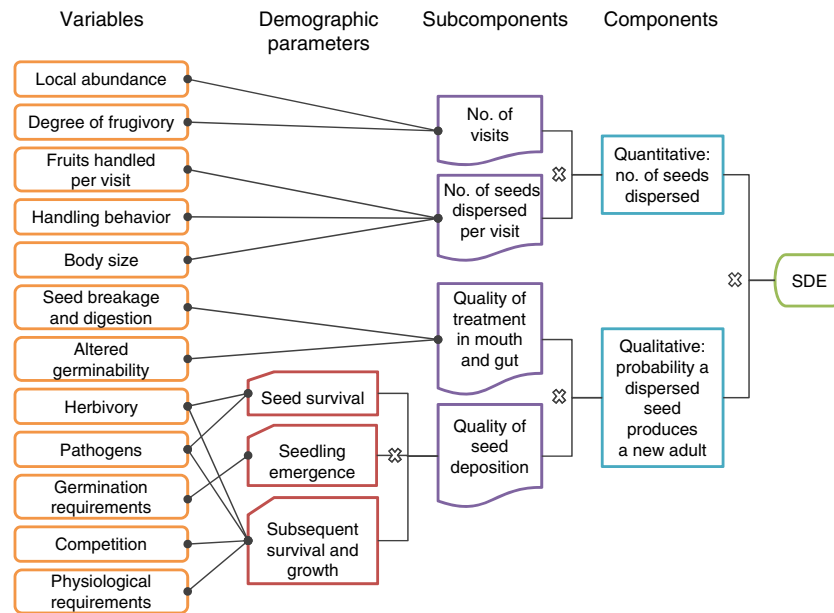 Variables
Demographic
parameters
Subcomponents
Components
Local abundance
Degree of frugivory
Fruits handled
per visit
Handling behavior
Body size
Seed breakage
and digestion
Altered
germinability
Herbivory
Pathogens
Germination
requirements
Competition
Physiological
requirements
Seed survival
Seedling
emergence
Subsequent
survival and
growth
No. of
visits
No. of seeds
dispersed
per visit
Quality of
treatment
in mouth
and gut
Quality of
seed
deposition
Quantitative:
no. of seeds
dispersed
Qualitative:
probability a
dispersed
seed
produces
a new adult
SDE